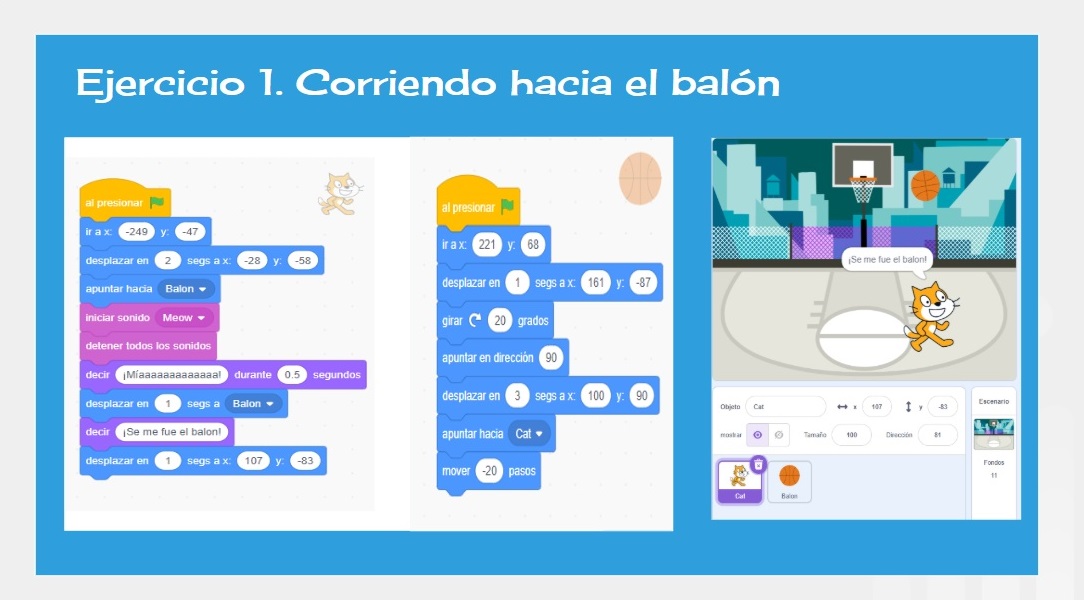 Ejercicio 1. Corriendo hacia el balón
al presionar
ir a x: -249 y: -47
desplazar en 2 segs a x: -28 y: -58
apuntar hacia Balon
iniciar sonido Meow
detener todos los sonidos
decir ¡Míaaaaaaaaaaaaa! durante 0.5 segundos
desplazar en 1 segs a Balon
decir ¡Se me fue el balon!
desplazar en 1 segs a x: 107 y: -83
al presionar
ir a x: 221 y: 68
desplazar en 1 segs a x: 161 y: -87
girar 20 grados
apuntar en dirección 90
desplazar en 3 segs a x: 100 y: 90
apuntar hacia Cat
mover -20 pasos
¡Se me fue el balon!
Objeto Cat x 107 y -83
mostrar Tamaño 100 Dirección 81
Cat
Balon
Escenario
Fondos
11